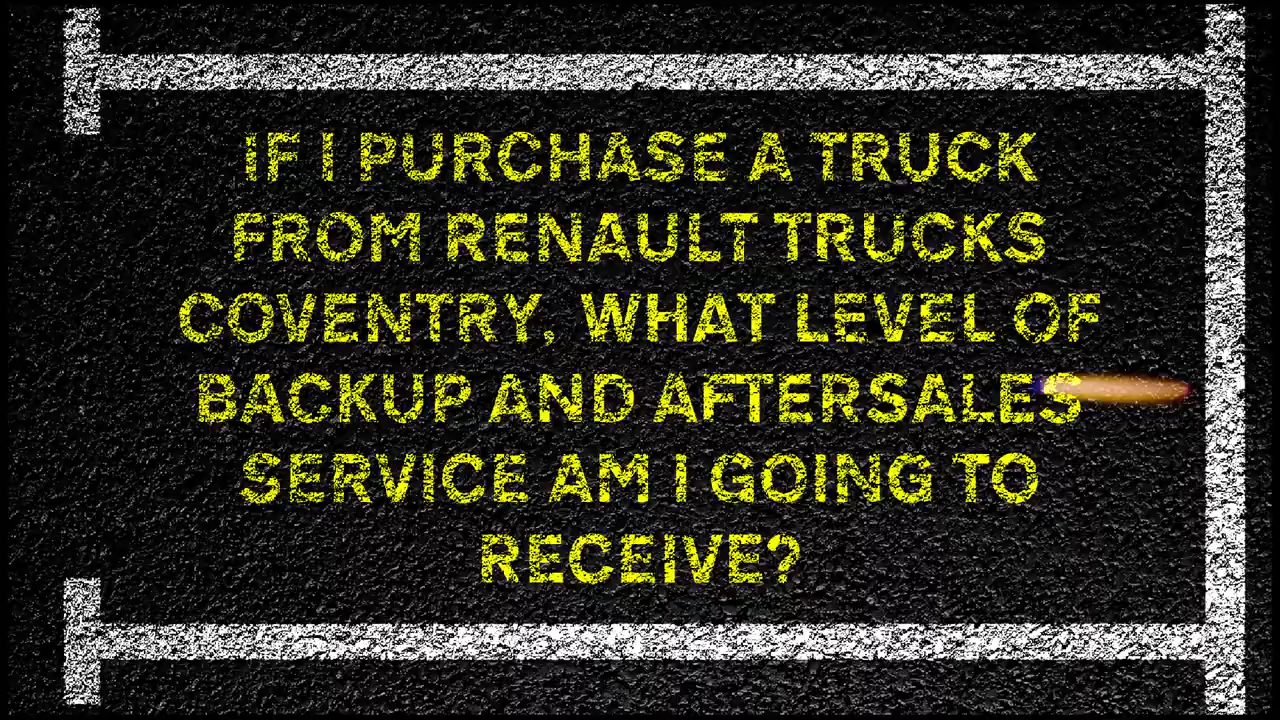 IF I PURCHASE A TRUCK
FROM RENAULT TRUCKS
COVENTRY, WHAT LEVEL OF
BACKUP AND AFTERSALES
SERVICE AM I GOING TO
RECEIVE?